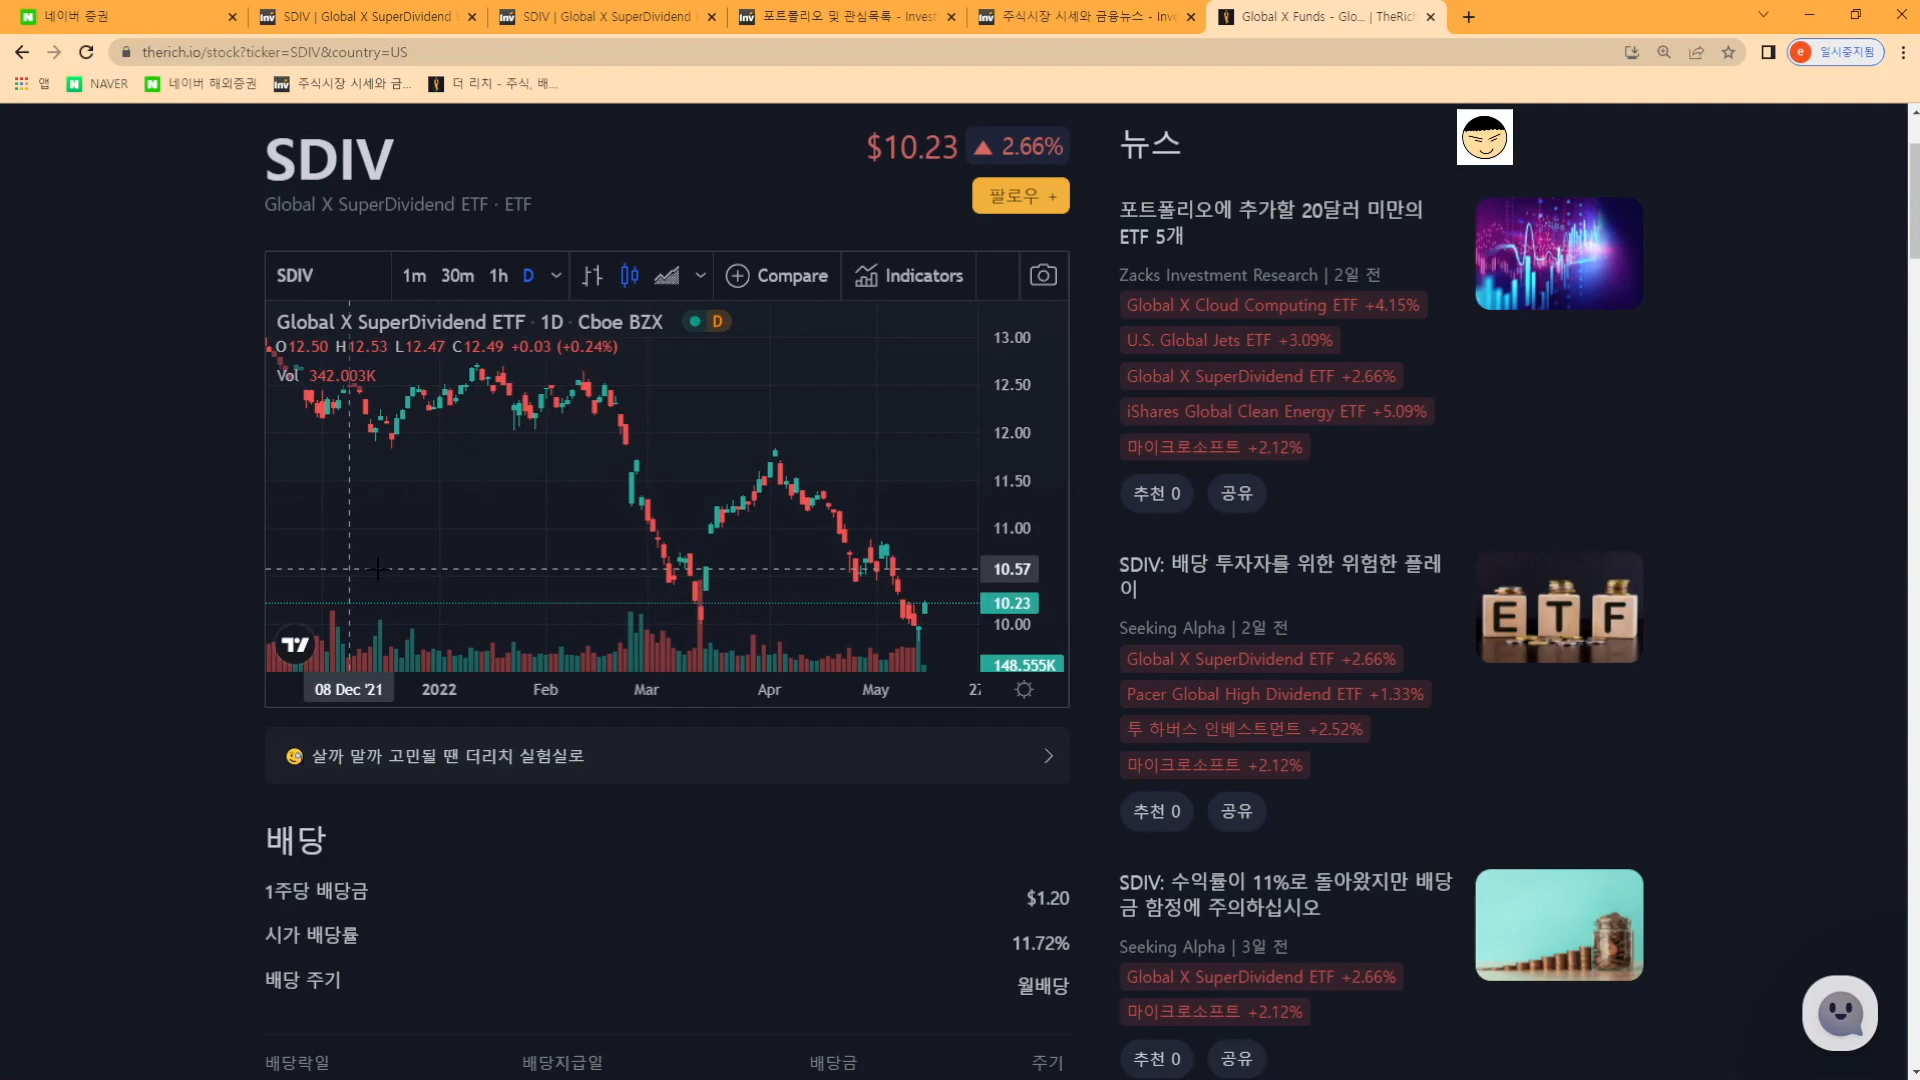 네이버 증권
SDIV | Global X SuperDividend
SDIV | Global X SuperDividend
포트폴리오 및 관심목록 - Invest
주식시장 시세와 금융뉴스 - Inve
Global X Funds - Glo... | TheRich
therich.io/stock?ticker=SDIV&country=US
e 일시중지됨
앱
NAVER
네이버 해외증권
주식시장 시세와 금...
더 리치 - 주식, 배...
SDIV
$10.23
▲ 2.66%
Global X SuperDividend ETF · ETF
팔로우 +
SDIV
1m 30m 1h D
Compare
Indicators
Global X SuperDividend ETF · 1D · Cboe BZX
D
O12.50 H12.53 L12.47 C12.49 +0.03 (+0.24%)
Vol 342.003K
13.00
12.50
12.00
11.50
11.00
10.57
10.23
10.00
148.555K
08 Dec '21
2022
Feb
Mar
Apr
May
살까 말까 고민될 땐 더리치 실험실로
배당
1주당 배당금
$1.20
시가 배당률
11.72%
배당 주기
월배당
배당락일
배당지급일
배당금
주기
뉴스
포트폴리오에 추가할 20달러 미만의
ETF 5개
Zacks Investment Research | 2일 전
Global X Cloud Computing ETF +4.15%
U.S. Global Jets ETF +3.09%
Global X SuperDividend ETF +2.66%
iShares Global Clean Energy ETF +5.09%
마이크로소프트 +2.12%
추천 0
공유
SDIV: 배당 투자자를 위한 위험한 플레
이
Seeking Alpha | 2일 전
Global X SuperDividend ETF +2.66%
Pacer Global High Dividend ETF +1.33%
투 하버스 인베스트먼트 +2.52%
마이크로소프트 +2.12%
추천 0
공유
ETF
SDIV: 수익률이 11%로 돌아왔지만 배당
금 함정에 주의하십시오
Seeking Alpha | 3일 전
Global X SuperDividend ETF +2.66%
마이크로소프트 +2.12%
추천 0
공유